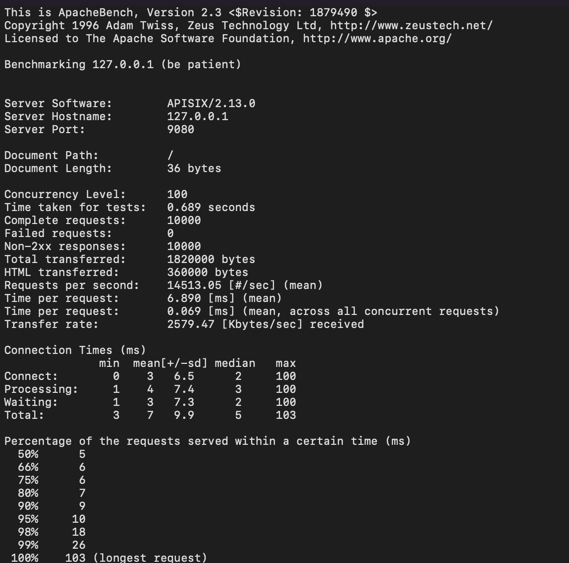 This is ApacheBench, Version 2.3 <$Revision: 1879490 $>
Copyright 1996 Adam Twiss, Zeus Technology Ltd, http://www.zeustech.net/
Licensed to The Apache Software Foundation, http://www.apache.org/

Benchmarking 127.0.0.1 (be patient)

Server Software:        APISIX/2.13.0
Server Hostname:        127.0.0.1
Server Port:            9080

Document Path:          /
Document Length:        36 bytes

Concurrency Level:      100
Time taken for tests:   0.689 seconds
Complete requests:      10000
Failed requests:        0
Non-2xx responses:      10000
Total transferred:      1820000 bytes
HTML transferred:       360000 bytes
Requests per second:    14513.05 [#/sec] (mean)
Time per request:       6.890 [ms] (mean)
Time per request:       0.069 [ms] (mean, across all concurrent requests)
Transfer rate:          2579.47 [Kbytes/sec] received

Connection Times (ms)
              min  mean[+/-sd] median   max
Connect:        0    3   6.5      2     100
Processing:     1    4   7.4      3     100
Waiting:        1    3   7.3      2     100
Total:          3    7   9.9      5     103

Percentage of the requests served within a certain time (ms)
  50%      5
  66%      6
  75%      6
  80%      7
  90%      9
  95%     10
  98%     18
  99%     26
 100%    103 (longest request)